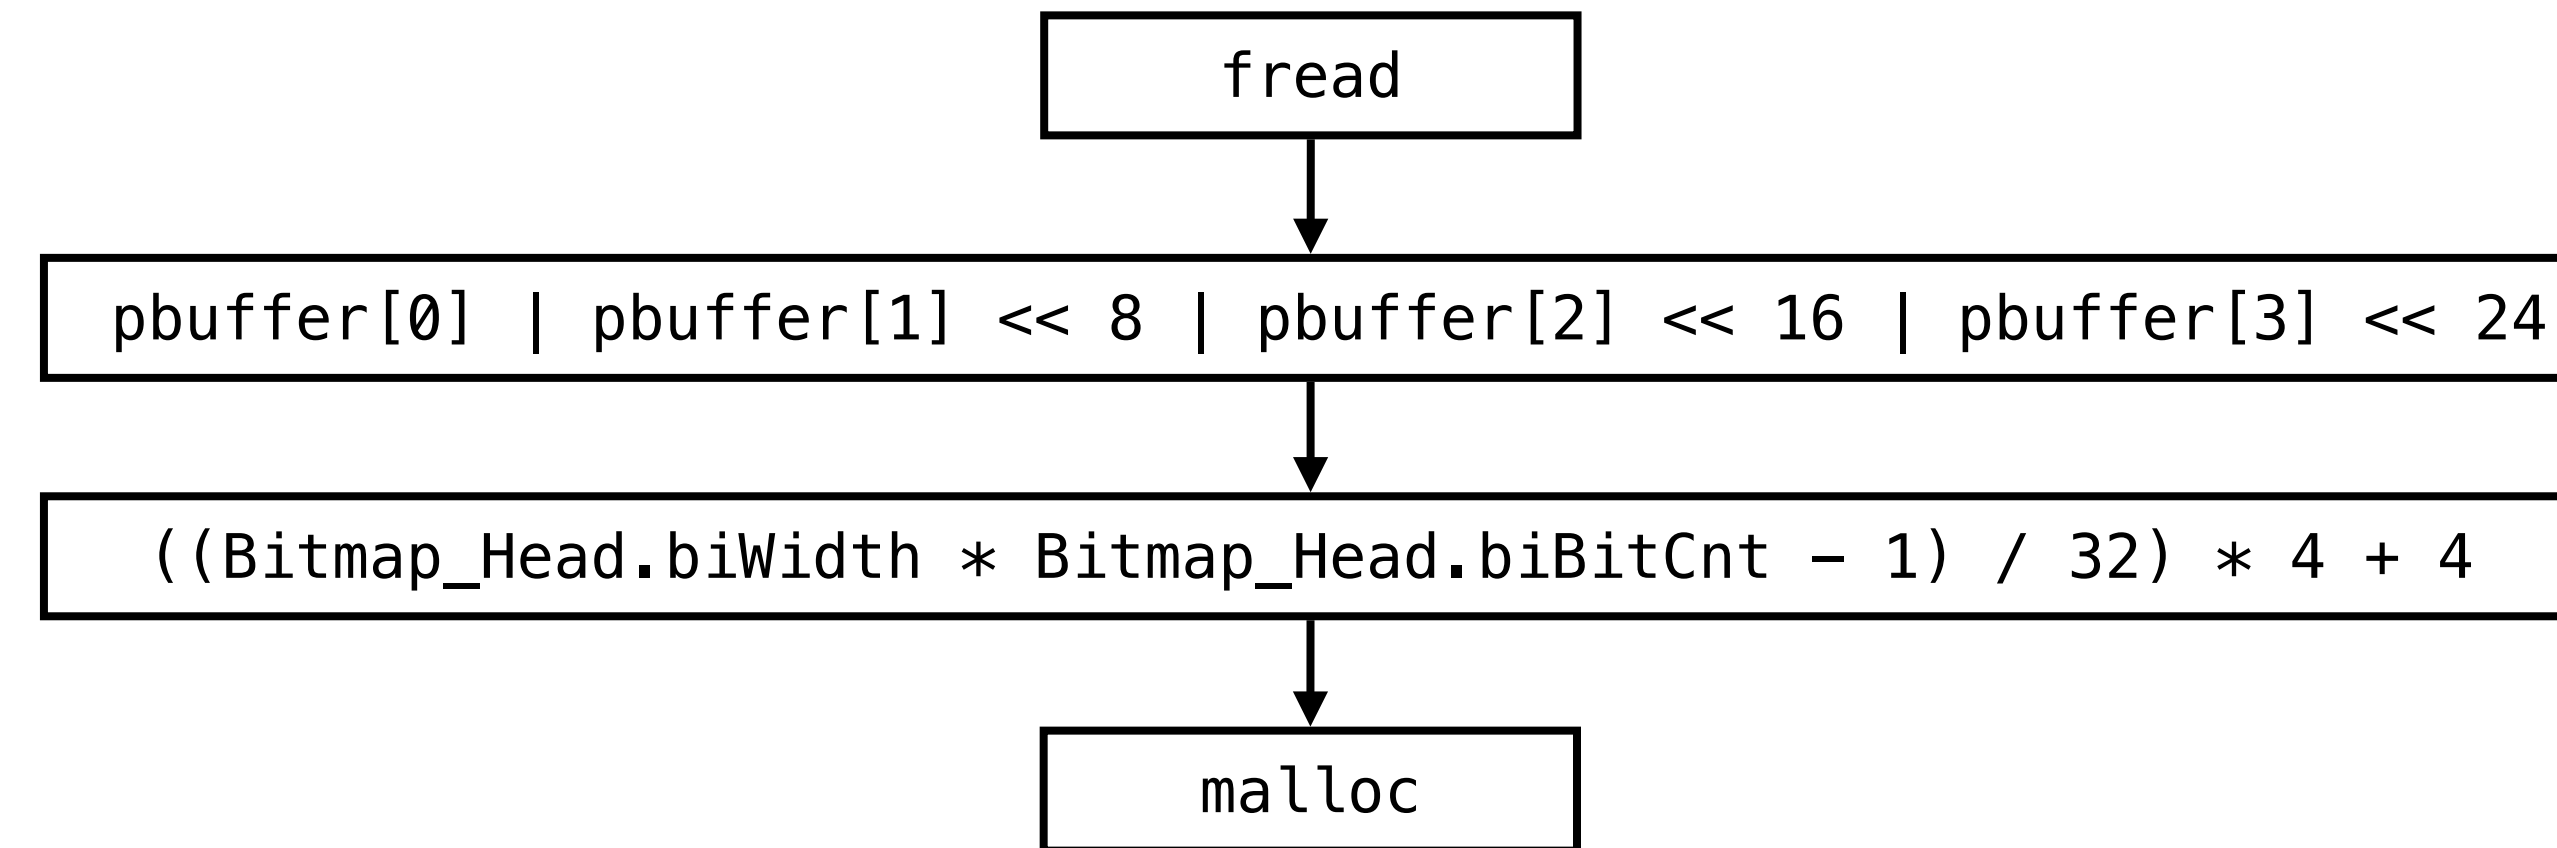 fread
pbuffer[0] | pbuffer[1] << 8 | pbuffer[2] << 16 | pbuffer[3] << 24
((Bitmap_Head.biWidth * Bitmap_Head.biBitCnt − 1) / 32) * 4 + 4
malloc